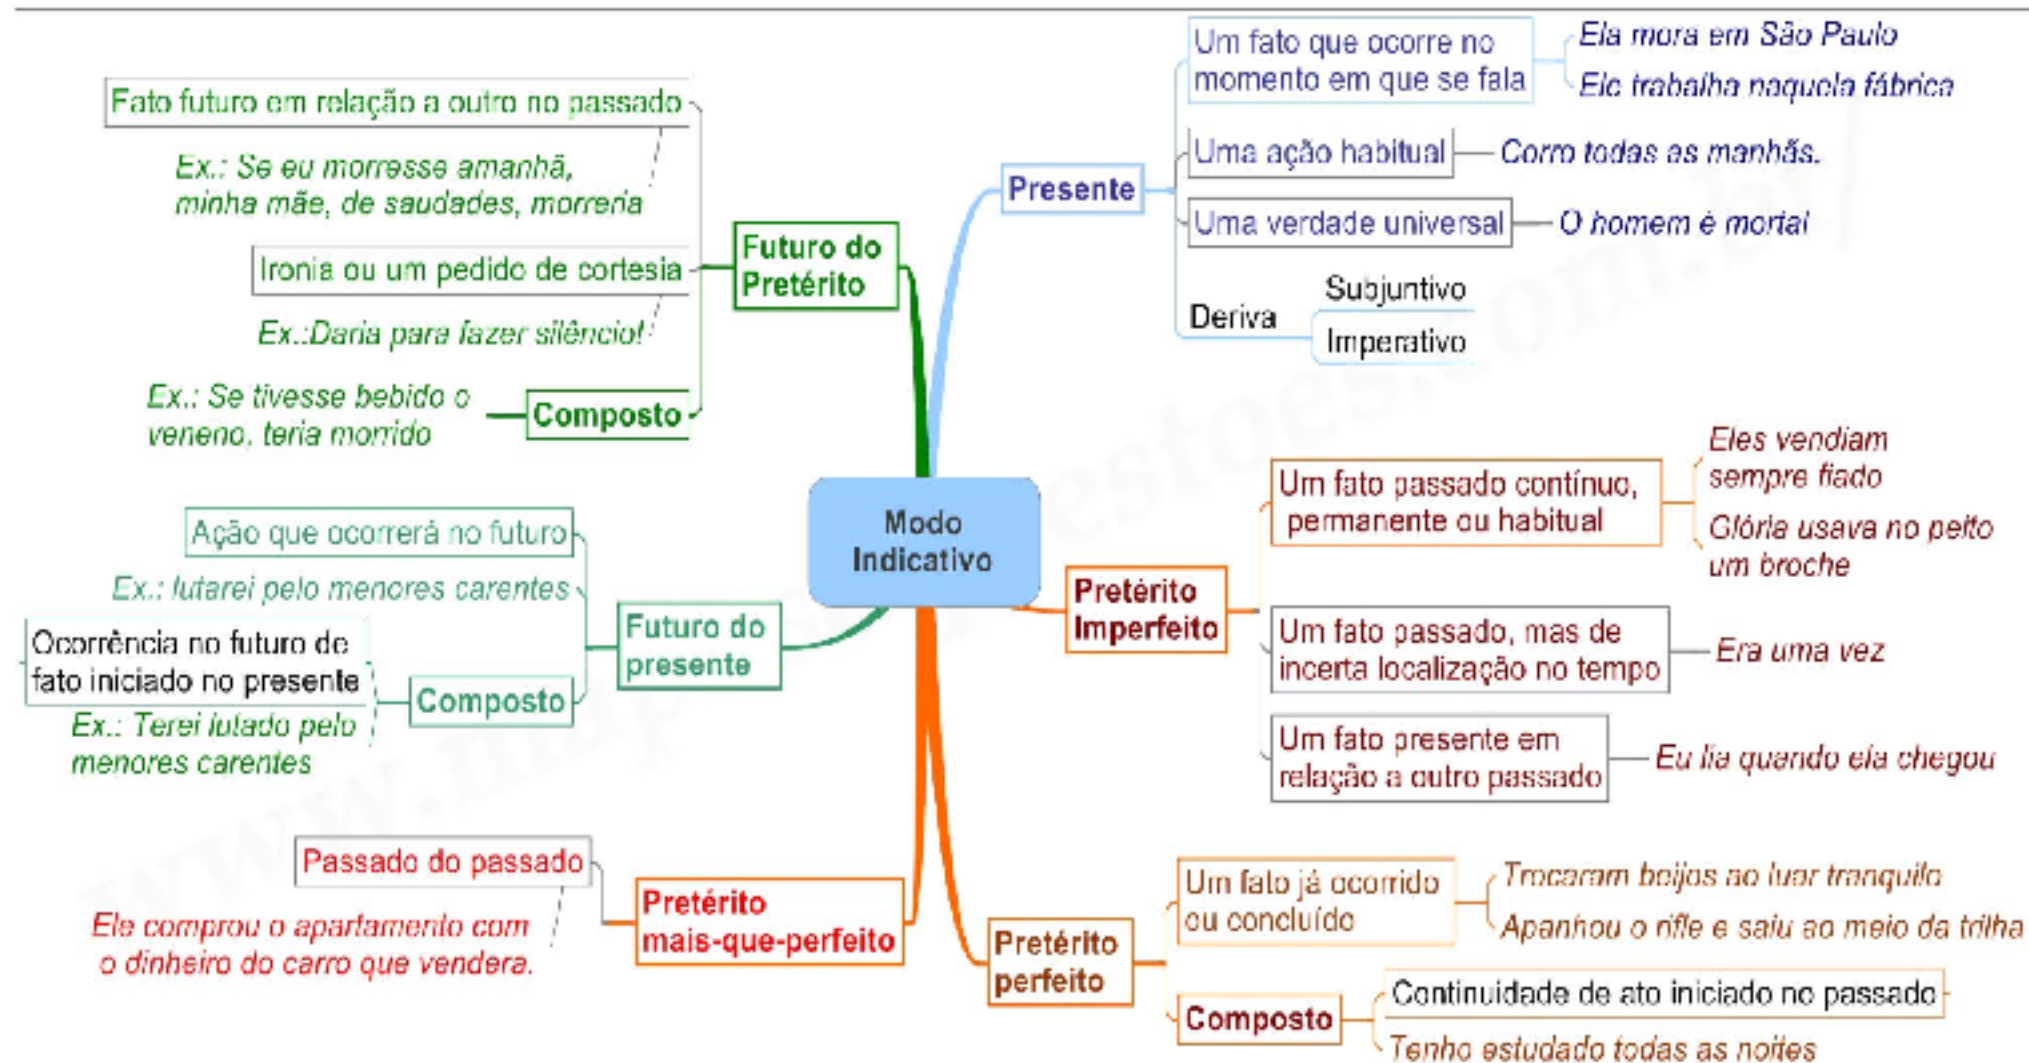 Modo
Indicativo
Presente
Um fato que ocorre no
momento em que se fala
Ela mora em São Paulo
Ele trabalha naquela fábrica
Uma ação habitual
Corro todas as manhãs.
Uma verdade universal
O homem é mortal
Deriva
Subjuntivo
Imperativo
Pretérito
Imperfeito
Um fato passado contínuo,
permanente ou habitual
Eles vendiam
sempre fiado
Glória usava no peito
um broche
Um fato passado, mas de
incerta localização no tempo
Era uma vez
Um fato presente em
relação a outro passado
Eu lia quando ela chegou
Pretérito
perfeito
Um fato já ocorrido
ou concluído
Trocaram beijos ao luar tranquilo
Apanhou o rifle e saiu ao meio da trilha
Composto
Continuidade de ato iniciado no passado
Tenho estudado todas as noites
Futuro do
Pretérito
Fato futuro em relação a outro no passado
Ex.: Se eu morresse amanhã,
minha mãe, de saudades, morreria
Ironia ou um pedido de cortesia
Ex.:Daria para fazer silêncio!
Composto
Ex.: Se tivesse bebido o
veneno, teria morrido
Futuro do
presente
Ação que ocorrerá no futuro
Ex.: lutarei pelo menores carentes
Composto
Ocorrência no futuro de
fato iniciado no presente
Ex.: Terei lutado pelo
menores carentes
Pretérito
mais-que-perfeito
Passado do passado
Ele comprou o apartamento com
o dinheiro do carro que vendera.